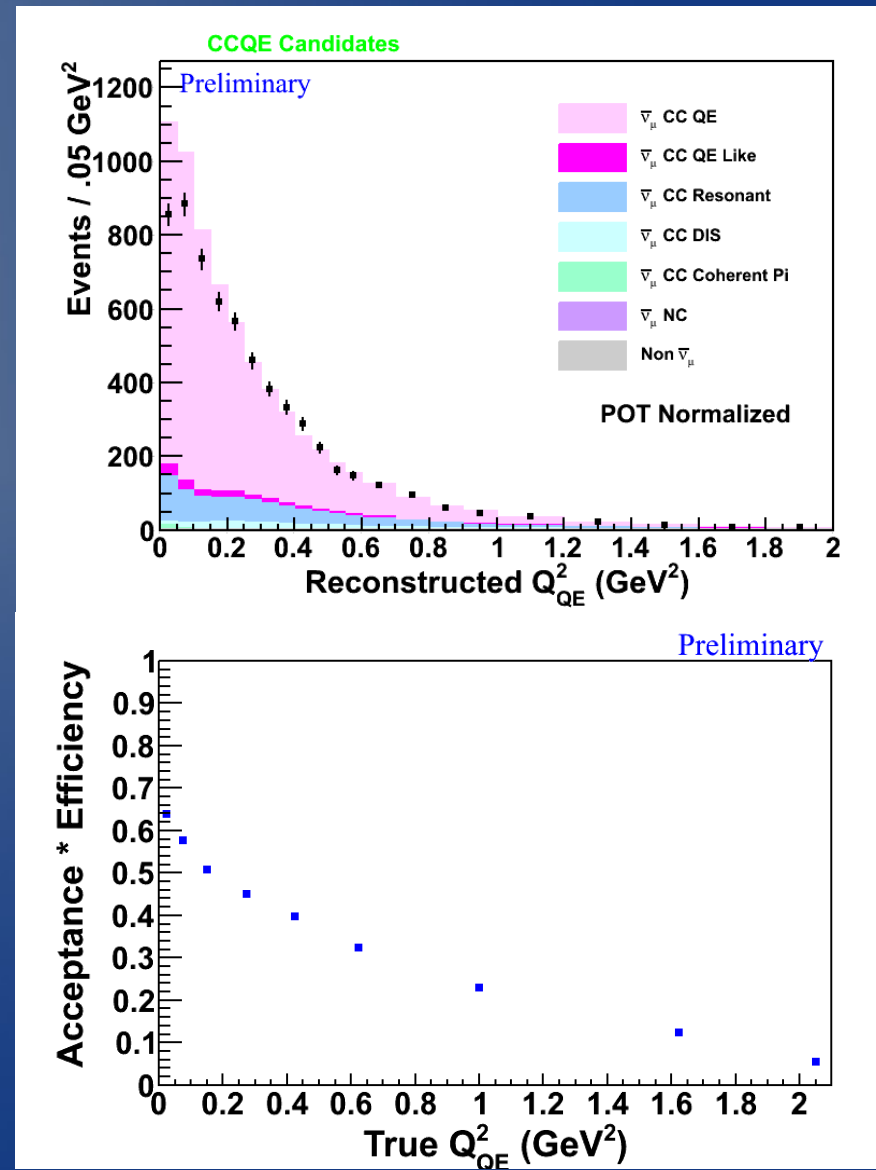 CCQE Candidates
Preliminary
Events / .05 GeV²
1200
1000
800
600
400
200
0
ν̅μ CC QE
ν̅μ CC QE Like
ν̅μ CC Resonant
ν̅μ CC DIS
ν̅μ CC Coherent Pi
ν̅μ NC
Non ν̅μ
POT Normalized
0 0.2 0.4 0.6 0.8 1 1.2 1.4 1.6 1.8 2
Reconstructed Q²QE (GeV²)
Preliminary
Acceptance * Efficiency
1
0.9
0.8
0.7
0.6
0.5
0.4
0.3
0.2
0.1
0
0 0.2 0.4 0.6 0.8 1 1.2 1.4 1.6 1.8 2
True Q²QE (GeV²)